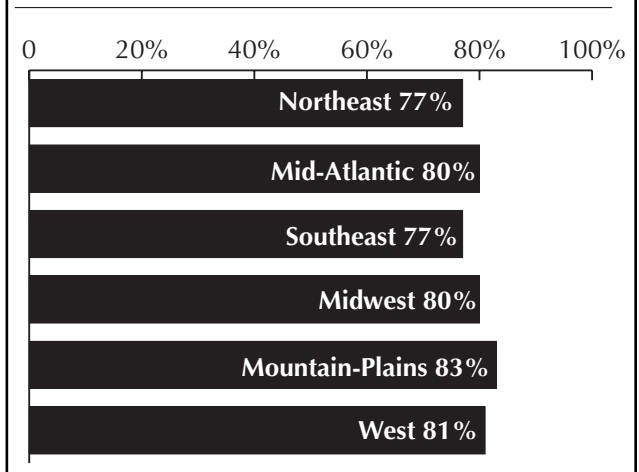 0 20% 40% 60% 80% 100%
Northeast 77%
Mid-Atlantic 80%
Southeast 77%
Midwest 80%
Mountain-Plains 83%
West 81%